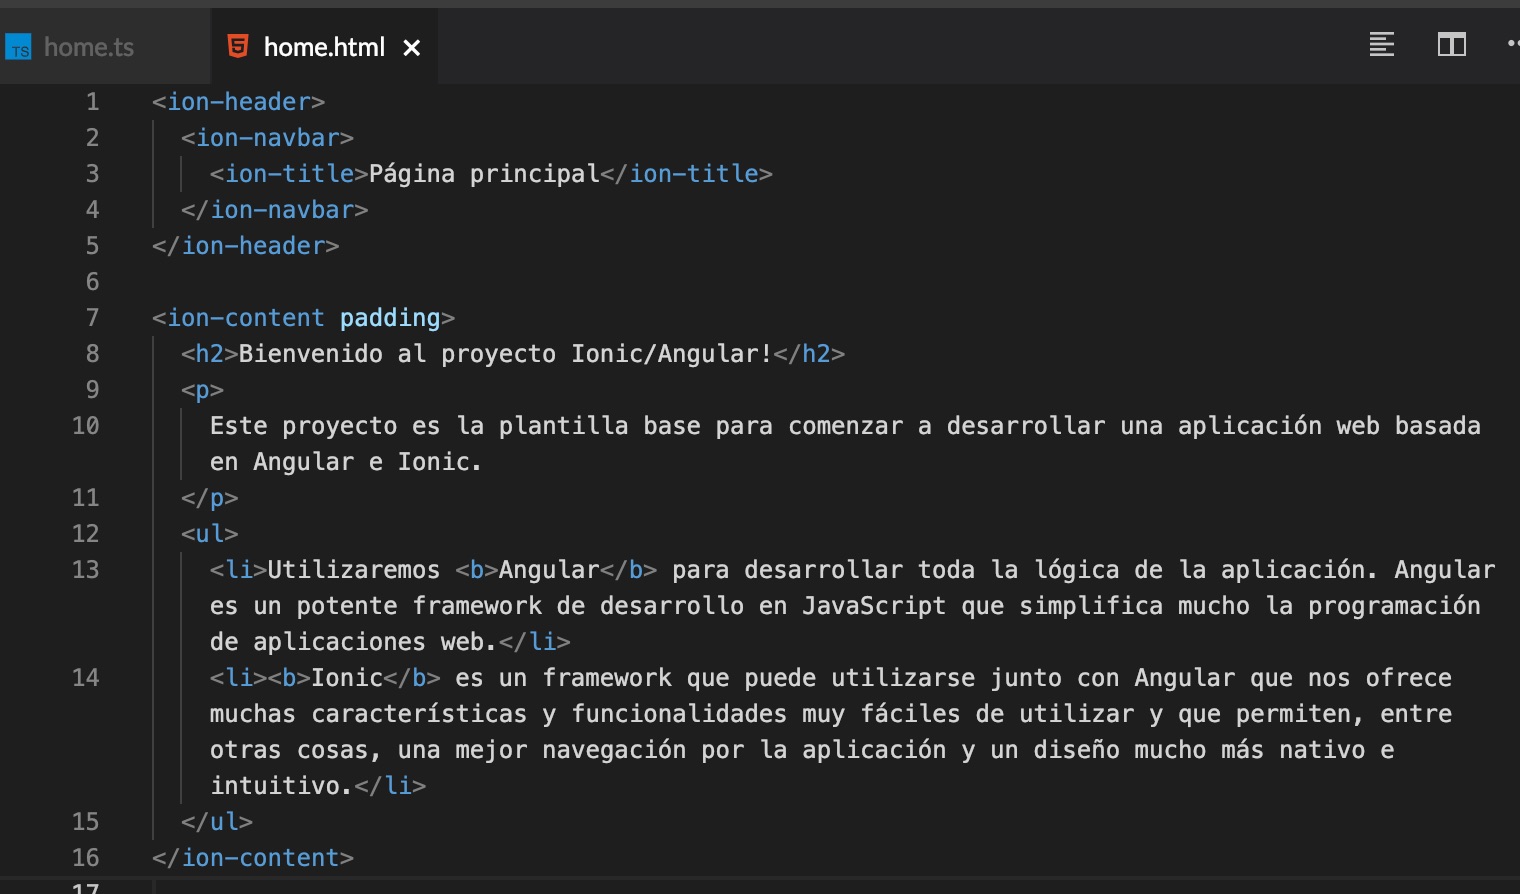 TS home.ts 5 home.html ×
1 <ion-header>
2 <ion-navbar>
3 <ion-title>Página principal</ion-title>
4 </ion-navbar>
5 </ion-header>
6
7 <ion-content padding>
8 <h2>Bienvenido al proyecto Ionic/Angular!</h2>
9 <p>
10 Este proyecto es la plantilla base para comenzar a desarrollar una aplicación web basada
en Angular e Ionic.
11 </p>
12 <ul>
13 <li>Utilizaremos <b>Angular</b> para desarrollar toda la lógica de la aplicación. Angular
es un potente framework de desarrollo en JavaScript que simplifica mucho la programación
de aplicaciones web.</li>
14 <li><b>Ionic</b> es un framework que puede utilizarse junto con Angular que nos ofrece
muchas características y funcionalidades muy fáciles de utilizar y que permiten, entre
otras cosas, una mejor navegación por la aplicación y un diseño mucho más nativo e
intuitivo.</li>
15 </ul>
16 </ion-content>
17